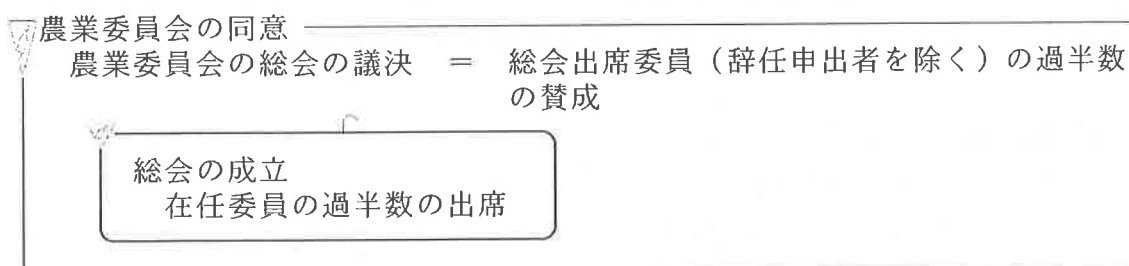 農業委員会の同意
農業委員会の総会の議決 = 総会出席委員（辞任申出者を除く）の過半数
の賛成
総会の成立
在任委員の過半数の出席